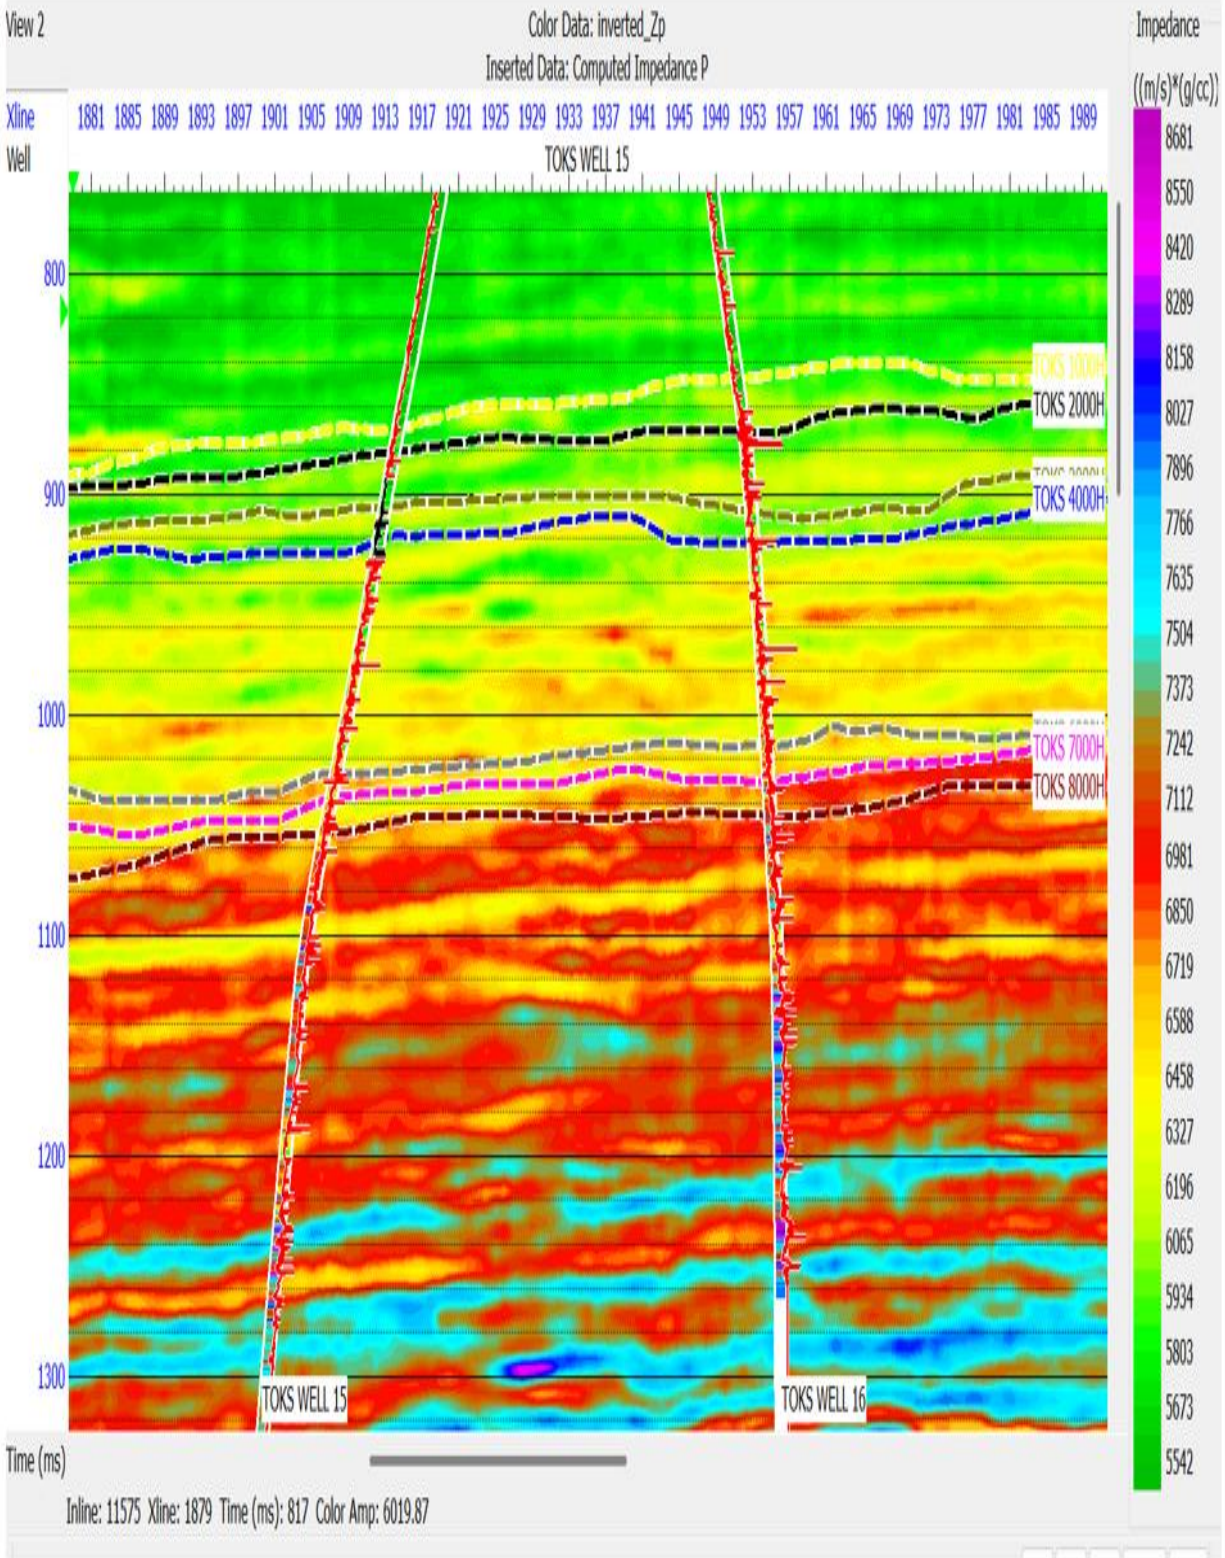 View 2
Color Data: inverted_Zp
Inserted Data: Computed Impedance P
Impedance
((m/s)*(g/cc))
Xline 1881 1885 1889 1893 1897 1901 1905 1909 1913 1917 1921 1925 1929 1933 1937 1941 1945 1949 1953 1957 1961 1965 1969 1973 1977 1981 1985 1989
Well TOKS WELL 15
800
900
1000
1100
1200
1300
TOKS 1000H
TOKS 2000H
TOKS 4000H
TOKS 7000H
TOKS 8000H
TOKS WELL 15
TOKS WELL 16
8681
8550
8420
8289
8158
8027
7896
7766
7635
7504
7373
7242
7112
6981
6850
6719
6588
6458
6327
6196
6065
5934
5803
5673
5542
Time (ms)
Inline: 11575 Xline: 1879 Time (ms): 817 Color Amp: 6019.87